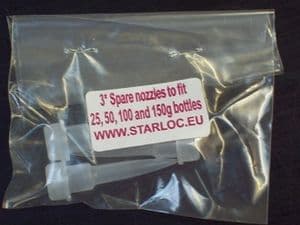 3* Spare nozzles to fit
25, 50, 100 and 150g bottles
WWW.STARLOC.EU